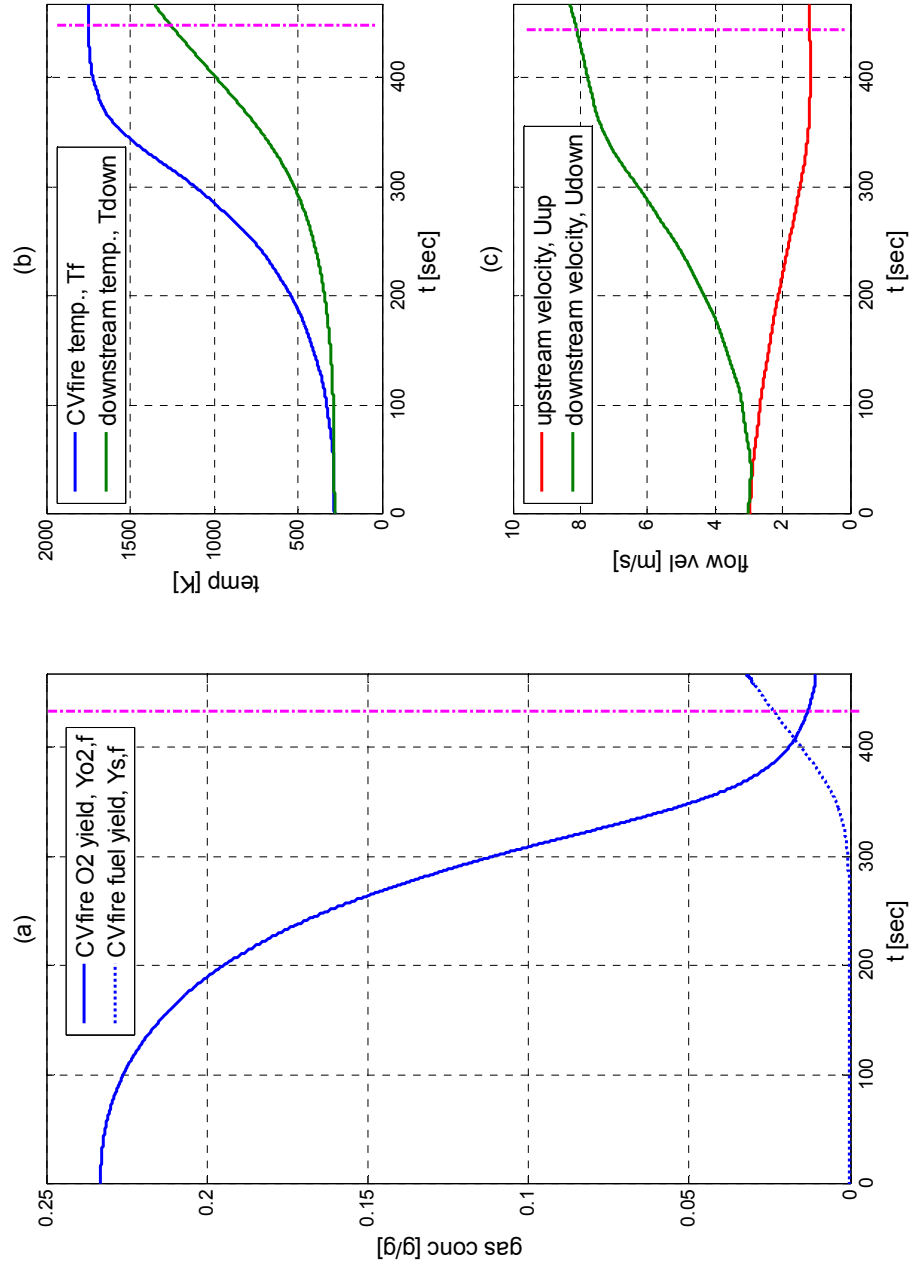 (a)
CVfire O2 yield, Yo2,f
CVfire fuel yield, Ys,f
gas conc [g/g]
0.25
0.2
0.15
0.1
0.05
0
0
100
200
300
400
t [sec]
(b)
CVfire temp., Tf
downstream temp., Tdown
temp [K]
2000
1500
1000
500
0
0
100
200
300
400
t [sec]
(c)
upstream velocity, Uup
downstream velocity, Udown
flow vel [m/s]
10
8
6
4
2
0
0
100
200
300
400
t [sec]